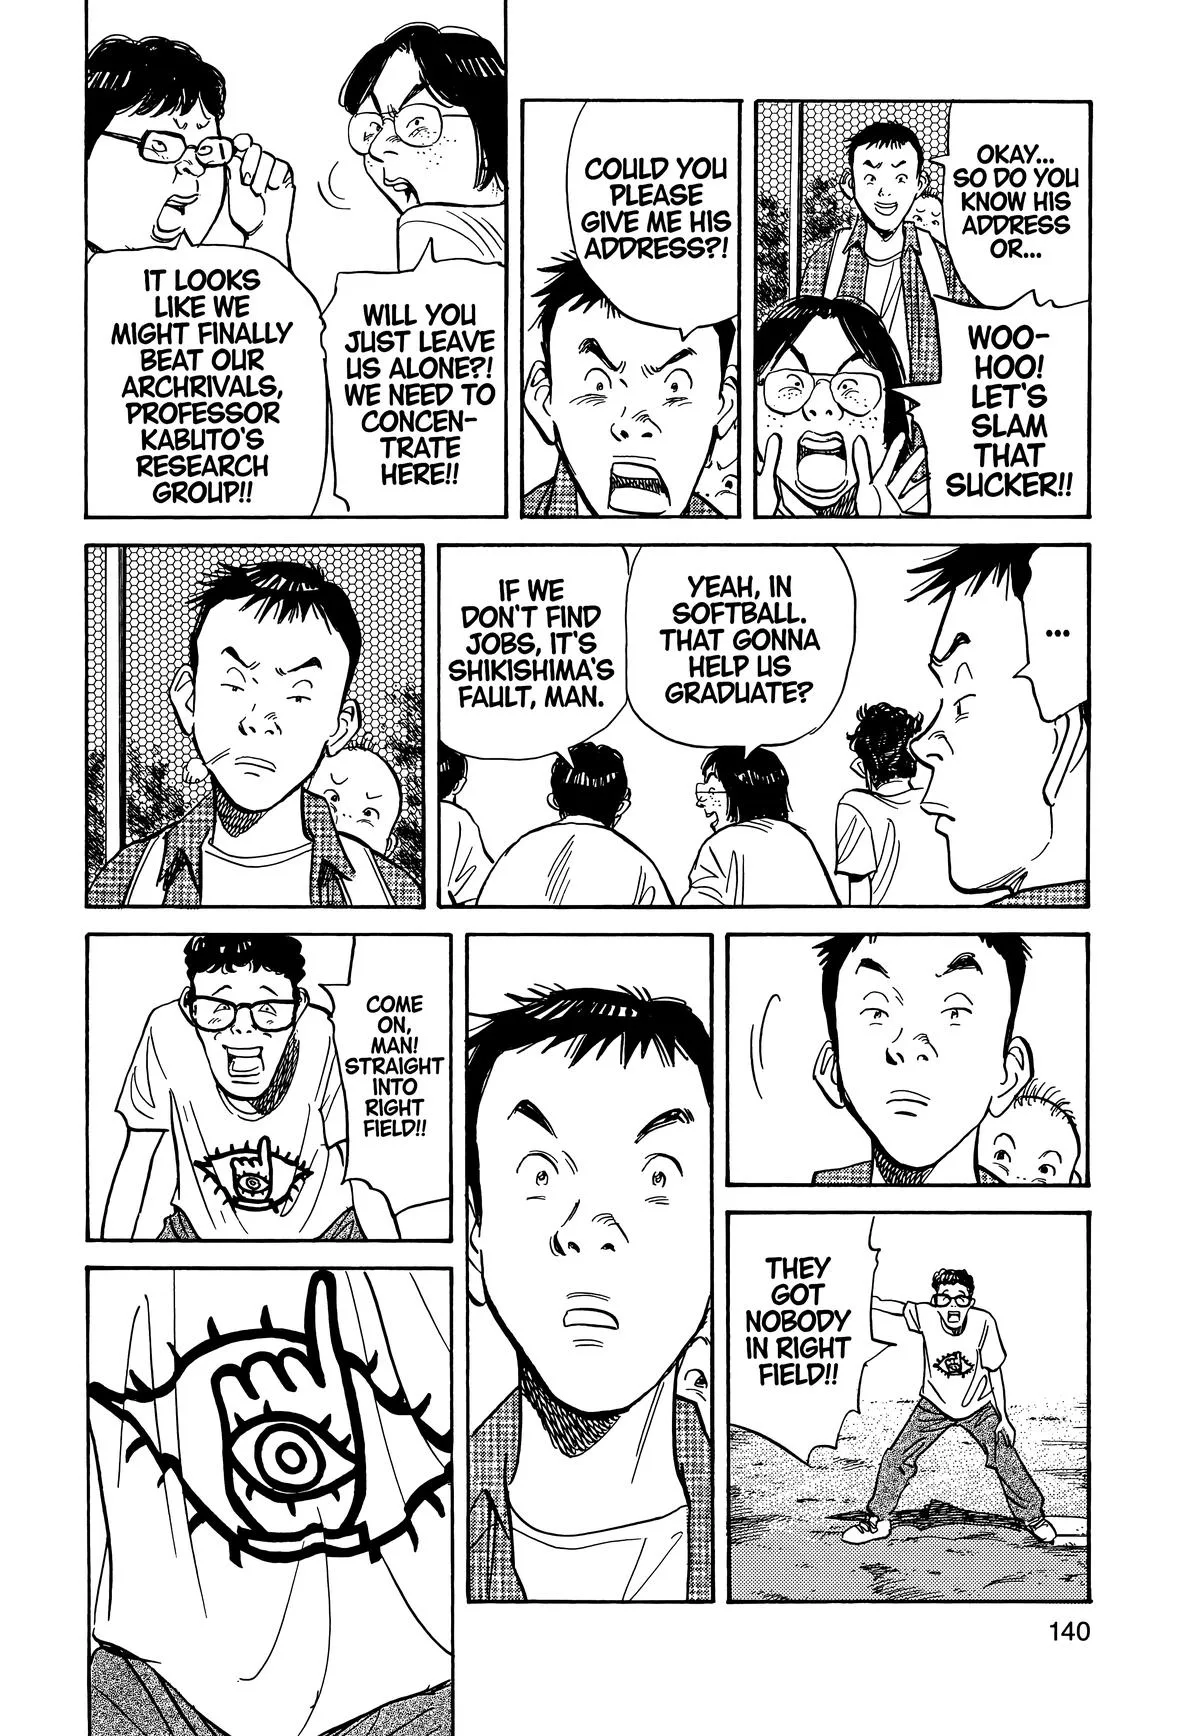 OKAY...
SO DO YOU
KNOW HIS
ADDRESS
OR...
WOO-
HOO!
LET'S
SLAM
THAT
SUCKER!!
COULD YOU
PLEASE
GIVE ME HIS
ADDRESS?!
WILL YOU
JUST LEAVE
US ALONE?!
WE NEED TO
CONCEN-
TRATE
HERE!!
IT LOOKS
LIKE WE
MIGHT FINALLY
BEAT OUR
ARCHRIVALS,
PROFESSOR
KABUTO'S
RESEARCH
GROUP!!
...
YEAH, IN
SOFTBALL.
THAT GONNA
HELP US
GRADUATE?
IF WE
DON'T FIND
JOBS, IT'S
SHIKISHIMA'S
FAULT, MAN.
THEY
GOT
NOBODY
IN RIGHT
FIELD!!
COME
ON,
MAN!
STRAIGHT
INTO
RIGHT
FIELD!!
140